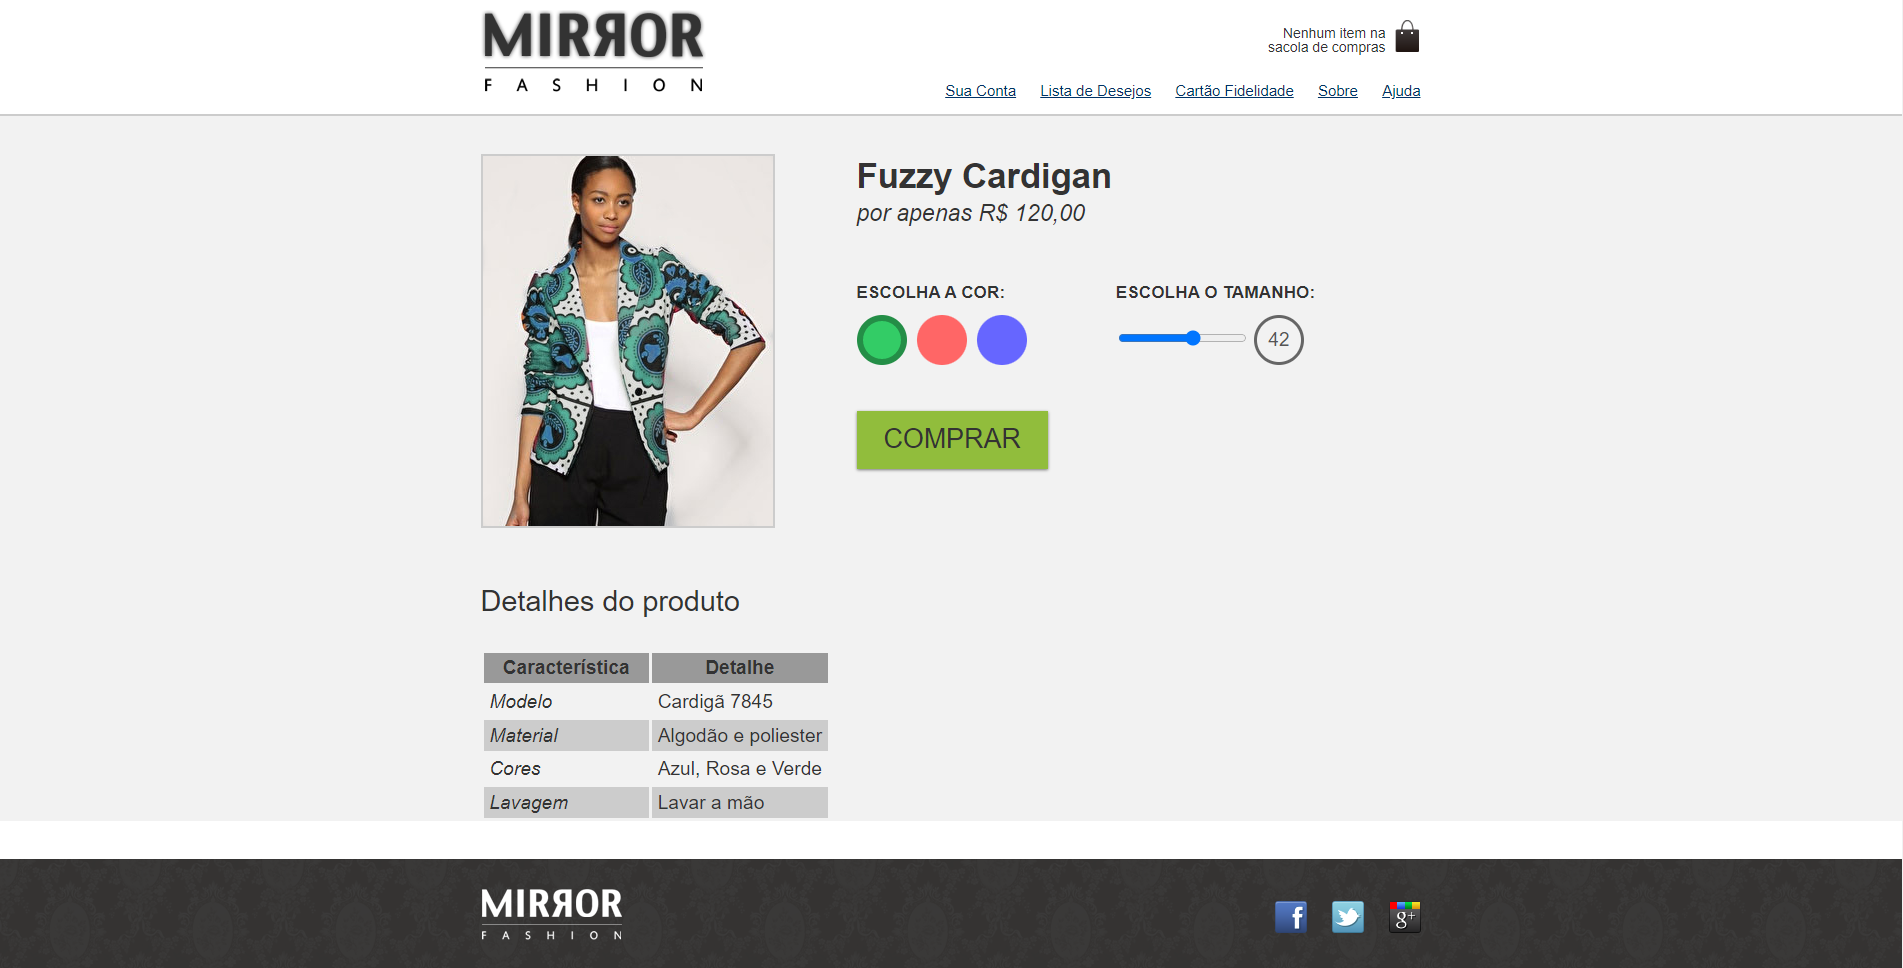 MIRROR
FASHION
Nenhum item na
sacola de compras
Sua Conta Lista de Desejos Cartão Fidelidade Sobre Ajuda
Fuzzy Cardigan
por apenas R$ 120,00
ESCOLHA A COR:
ESCOLHA O TAMANHO:
42
COMPRAR
Detalhes do produto
Característica Detalhe
Modelo Cardigã 7845
Material Algodão e poliester
Cores Azul, Rosa e Verde
Lavagem Lavar a mão
MIRROR
FASHION
f
g+